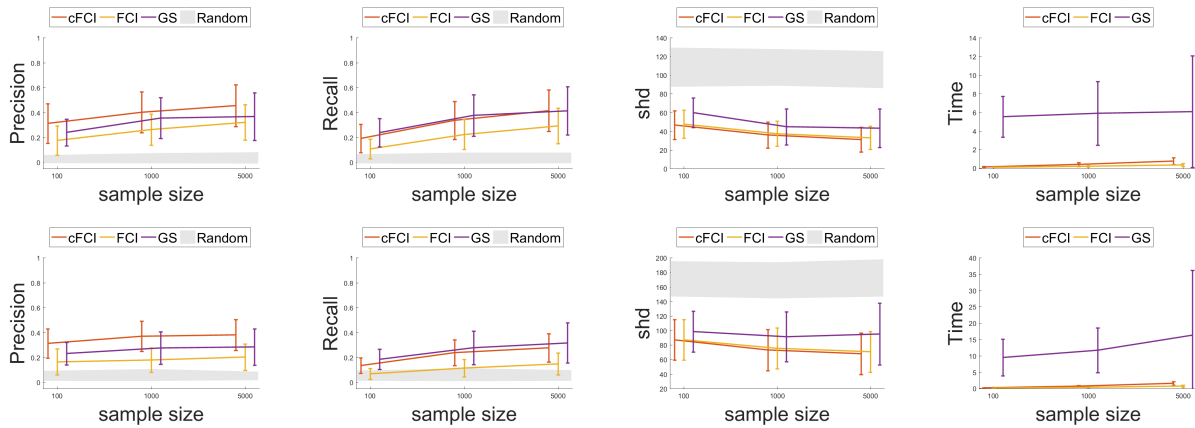 cFCI FCI GS Random
Precision
1
0.8
0.6
0.4
0.2
0
100 1000 5000
sample size
cFCI FCI GS Random
Recall
1
0.8
0.6
0.4
0.2
0
100 1000 5000
sample size
cFCI FCI GS Random
shd
140
120
100
80
60
40
20
0
100 1000 5000
sample size
cFCI FCI GS
Time
14
12
10
8
6
4
2
0
100 1000 5000
sample size
cFCI FCI GS Random
Precision
1
0.8
0.6
0.4
0.2
0
100 1000 5000
sample size
cFCI FCI GS Random
Recall
1
0.8
0.6
0.4
0.2
0
100 1000 5000
sample size
cFCI FCI GS Random
shd
200
180
160
140
120
100
80
60
40
20
100 1000 5000
sample size
cFCI FCI GS
Time
40
35
30
25
20
15
10
5
0
100 1000 5000
sample size